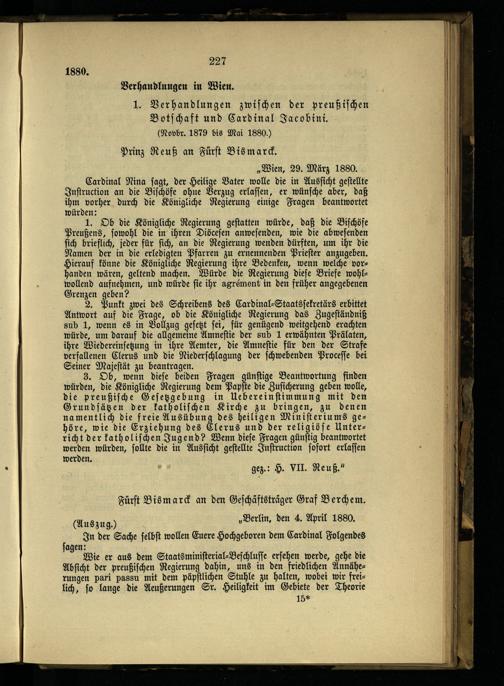 227
1880.
Verhandlungen in Wien.
1. Verhandlungen zwischen der preußischen
Botschaft und Cardinal Jacobini.
(Novbr. 1879 bis Mai 1880.)
Prinz Reuß an Fürst Bismarck.
„Wien, 29. März 1880.
Cardinal Nina sagt, der Heilige Vater wolle die in Aussicht gestellte
Instruction an die Bischöfe ohne Verzug erlassen, er wünsche aber, daß
ihm vorher durch die Königliche Regierung einige Fragen beantwortet
würden:
1. Ob die Königliche Regierung gestatten würde, daß die Bischöfe
Preußens, sowohl die in ihren Diöcesen anwesenden, wie die abwesenden
sich brieflich, jeder für sich, an die Regierung wenden dürften, um ihr die
Namen der in die erledigten Pfarren zu ernennenden Priester anzugeben.
Hierauf könne die Königliche Regierung ihre Bedenken, wenn welche vor-
handen wären, geltend machen. Würde die Regierung diese Briefe wohl-
wollend aufnehmen, und würde sie ihr agrément in den früher angegebenen
Grenzen geben?
2. Punkt zwei des Schreibens des Cardinal-Staatssekretärs erbittet
Antwort auf die Frage, ob die Königliche Regierung das Zugeständniß
sub 1, wenn es in Vollzug gesetzt sei, für genügend weitgehend erachten
würde, um darauf die allgemeine Amnestie der sub 1 erwähnten Prälaten,
ihre Wiedereinsetzung in ihre Aemter, die Amnestie für den der Strafe
verfallenen Clerus und die Niederschlagung der schwebenden Processe bei
Seiner Majestät zu beantragen.
3. Ob, wenn diese beiden Fragen günstige Beantwortung finden
würden, die Königliche Regierung dem Papste die Zusicherung geben wolle,
die preußische Gesetzgebung in Uebereinstimmung mit den
Grundsätzen der katholischen Kirche zu bringen, zu denen
namentlich die freie Ausübung des heiligen Ministeriums ge-
höre, wie die Erziehung des Clerus und der religiöse Unter-
richt der katholischen Jugend? Wenn diese Fragen günstig beantwortet
werden würden, sollte die in Aussicht gestellte Instruction sofort erlassen
werden.
gez.: H. VII. Reuß.“
Fürst Bismarck an den Geschäftsträger Graf Berchem.
„Berlin, den 4. April 1880.
(Auszug.)
In der Sache selbst wollen Euere Hochgeboren dem Cardinal Folgendes
sagen:
Wie er aus dem Staatsministerial-Beschlusse ersehen werde, gehe die
Absicht der preußischen Regierung dahin, uns in den friedlichen Annähe-
rungen pari passu mit dem päpstlichen Stuhle zu halten, wobei wir frei-
lich, so lange die Aeußerungen Sr. Heiligkeit im Gebiete der Theorie
15*